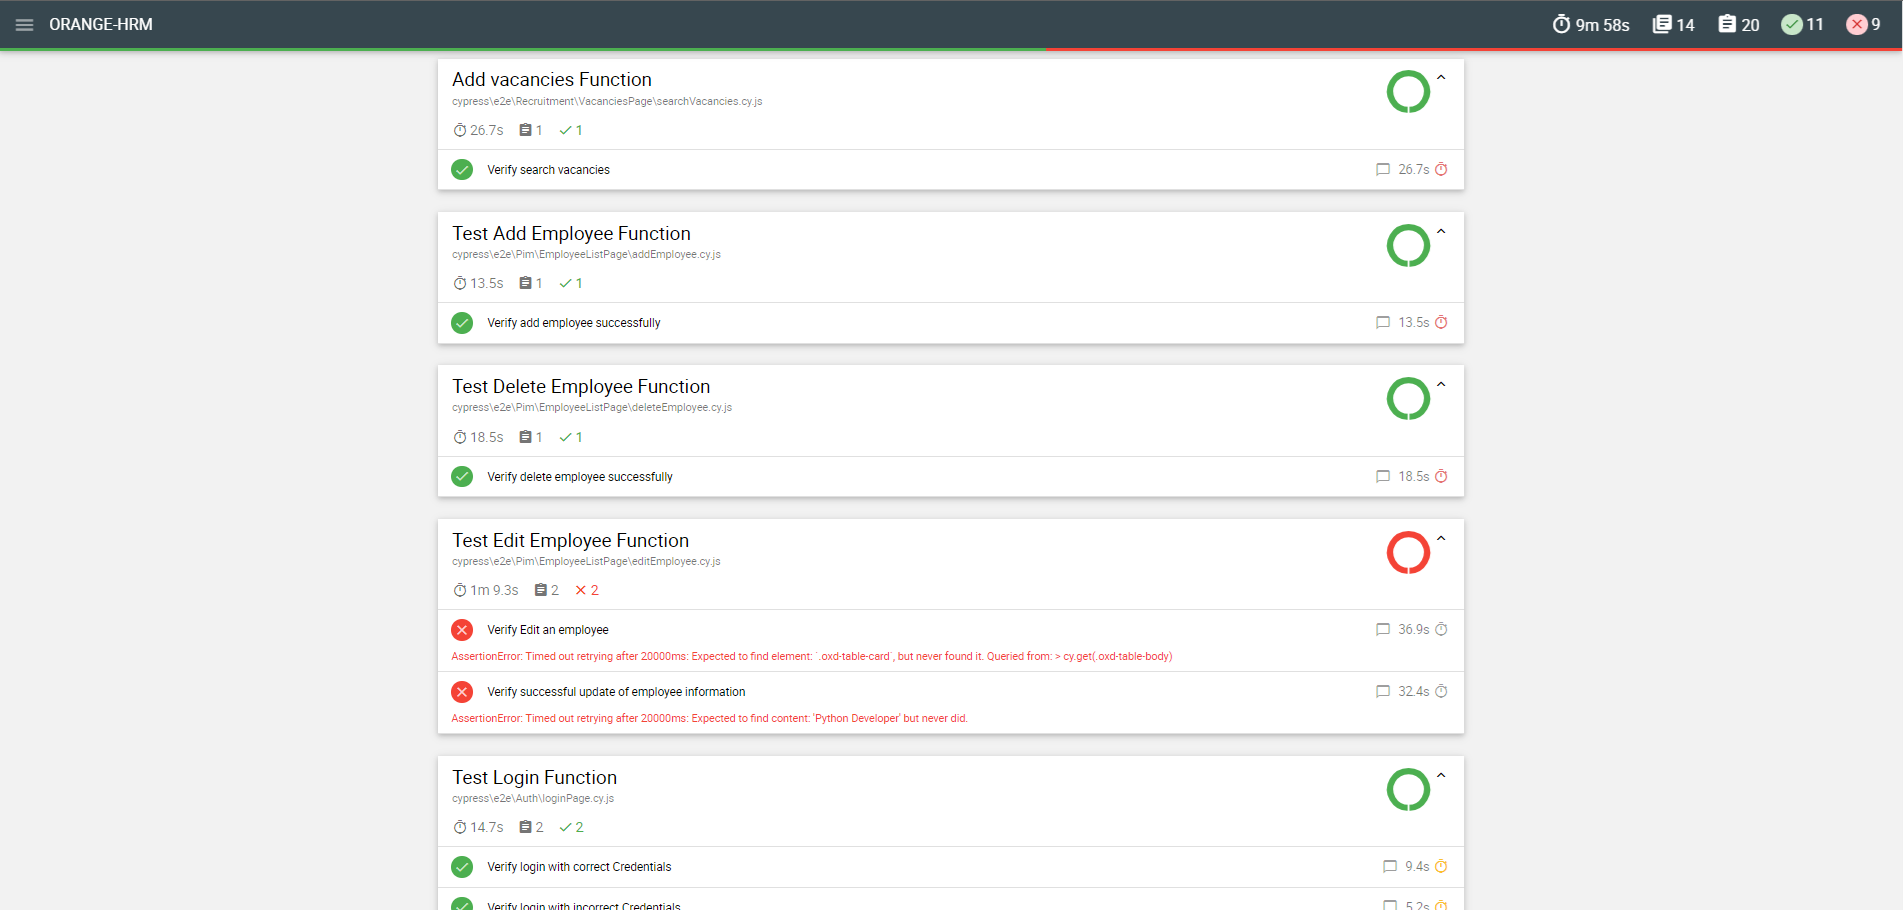 ORANGE-HRM
9m 58s 14 20 11 9
Add vacancies Function
cypress\e2e\Recruitment\VacanciesPage\searchVacancies.cy.js
26.7s 1 1
Verify search vacancies 26.7s
Test Add Employee Function
cypress\e2e\Pim\EmployeeListPage\addEmployee.cy.js
13.5s 1 1
Verify add employee successfully 13.5s
Test Delete Employee Function
cypress\e2e\Pim\EmployeeListPage\deleteEmployee.cy.js
18.5s 1 1
Verify delete employee successfully 18.5s
Test Edit Employee Function
cypress\e2e\Pim\EmployeeListPage\editEmployee.cy.js
1m 9.3s 2 2
Verify Edit an employee 36.9s
AssertionError: Timed out retrying after 20000ms: Expected to find element: `.oxd-table-card`, but never found it. Queried from: > cy.get(.oxd-table-body)
Verify successful update of employee information 32.4s
AssertionError: Timed out retrying after 20000ms: Expected to find content: 'Python Developer' but never did.
Test Login Function
cypress\e2e\Auth\loginPage.cy.js
14.7s 2 2
Verify login with correct Credentials 9.4s
Verify login with incorrect Credentials 5.2s